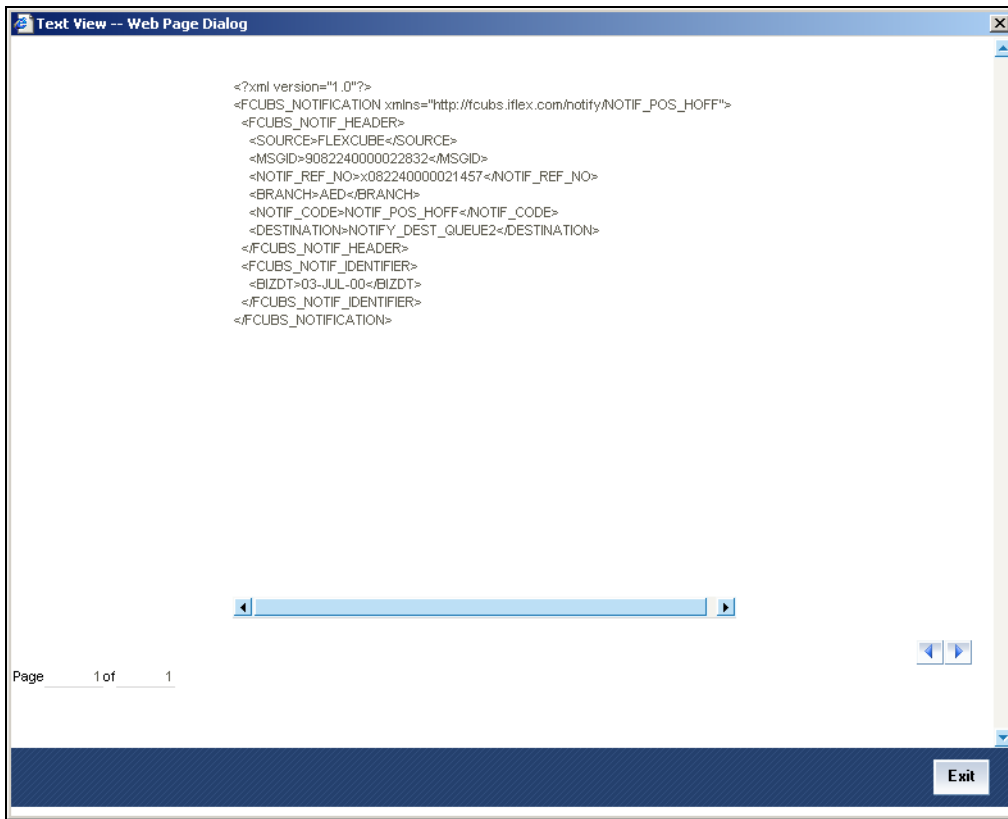 Text View -- Web Page Dialog
<?xml version="1.0"?>
<FCUBS_NOTIFICATION xmlns="http://fcubs.iflex.com/notify/NOTIF_POS_HOFF">
<FCUBS_NOTIF_HEADER>
<SOURCE>FLEXCUBE</SOURCE>
<MSGID>9082240000022832</MSGID>
<NOTIF_REF_NO>x082240000021457</NOTIF_REF_NO>
<BRANCH>AED</BRANCH>
<NOTIF_CODE>NOTIF_POS_HOFF</NOTIF_CODE>
<DESTINATION>NOTIFY_DEST_QUEUE2</DESTINATION>
</FCUBS_NOTIF_HEADER>
<FCUBS_NOTIF_IDENTIFIER>
<BIZDT>03-JUL-00</BIZDT>
</FCUBS_NOTIF_IDENTIFIER>
</FCUBS_NOTIFICATION>
Page 1 of 1
Exit